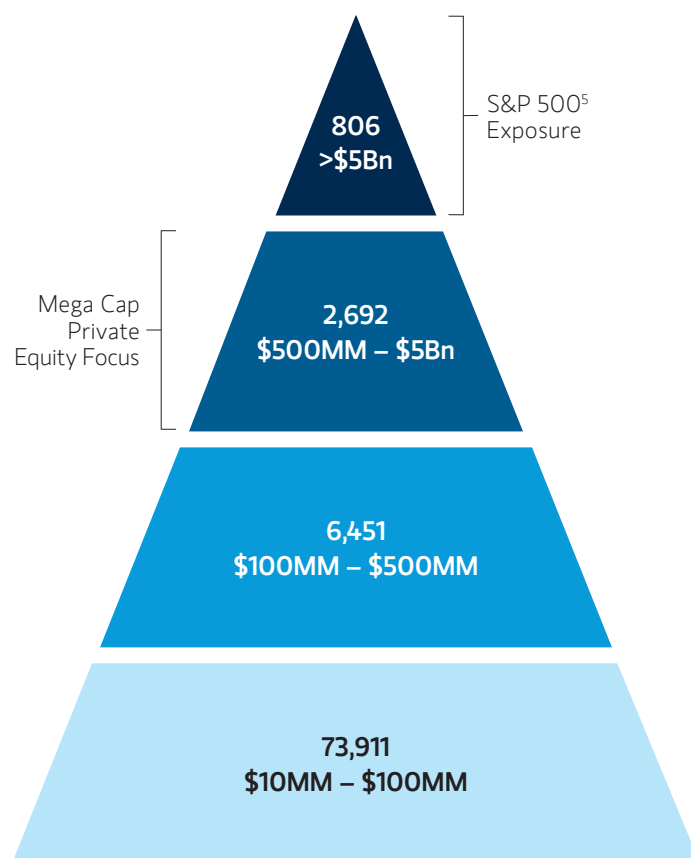 806
>$5Bn
S&P 500⁵
Exposure
Mega Cap
Private
Equity Focus
2,692
$500MM – $5Bn
6,451
$100MM – $500MM
73,911
$10MM – $100MM